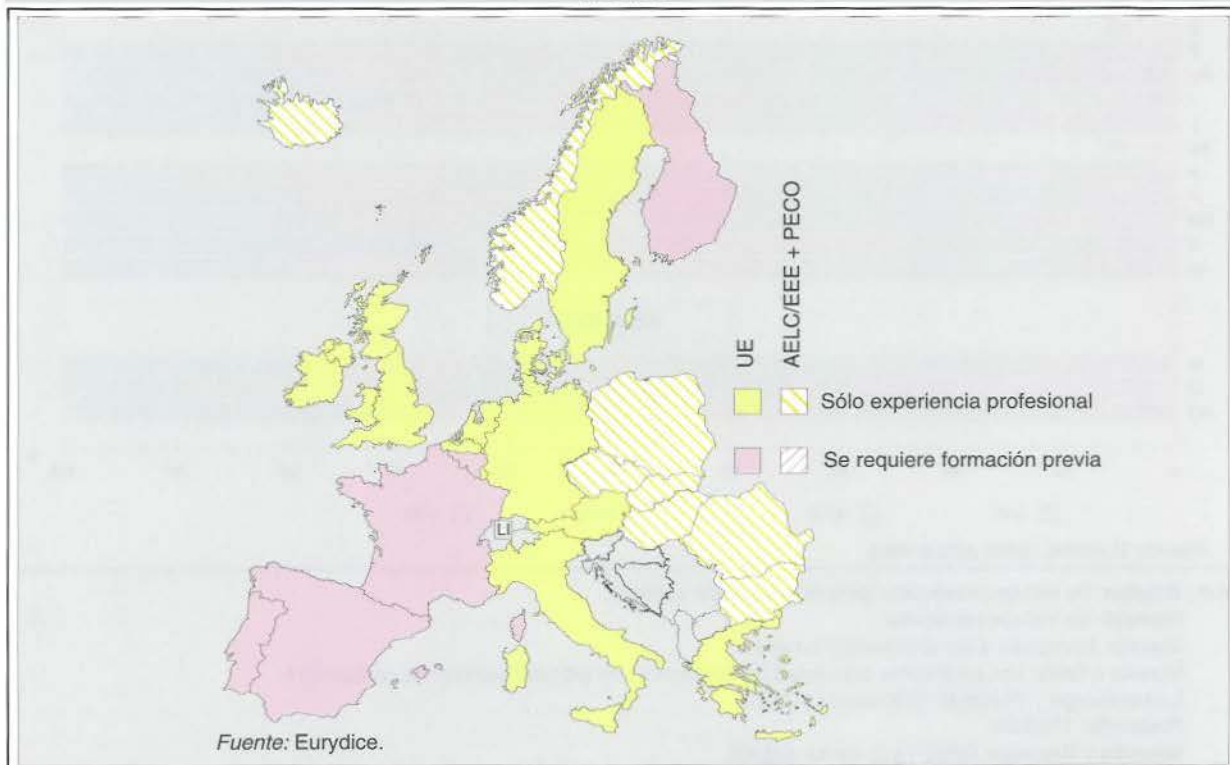 LI
UE
AELC/EEE + PECO
Sólo experiencia profesional
Se requiere formación previa
Fuente: Eurydice.